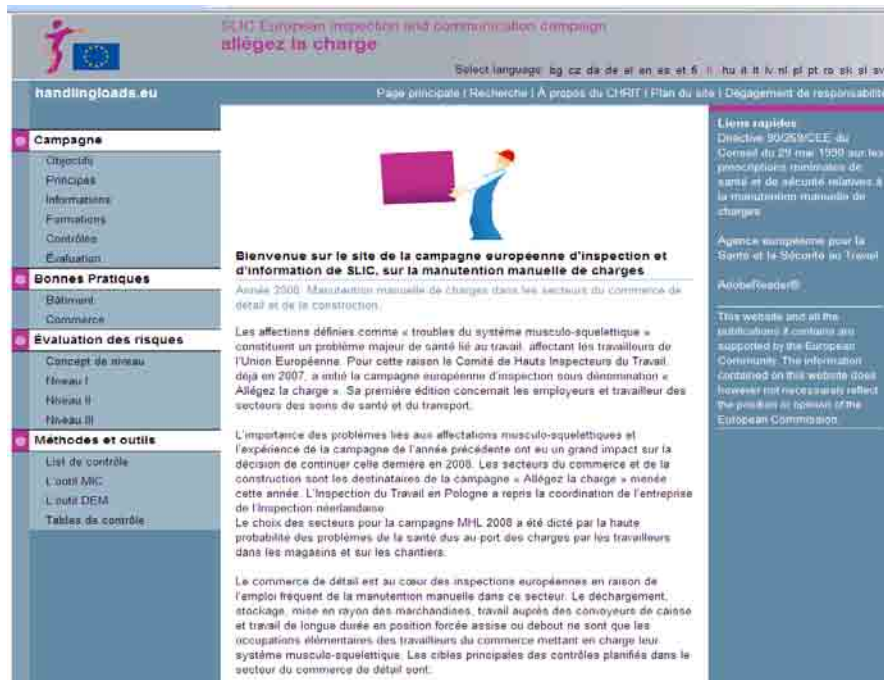 SLIC European inspection and communication campaign
allégez la charge
Select language: bg cz da de el en es et fi fr hu it lt lv nl pl pt ro sk sl sv
handlingloads.eu
Page principale | Recherche | À propos du CHRIT | Plan du site | Dégagement de responsabilité
Campagne
Objectifs
Principes
Informations
Formations
Contrôles
Évaluation
Bonnes Pratiques
Bâtiment
Commerce
Évaluation des risques
Concept de niveau
Niveau I
Niveau II
Niveau III
Méthodes et outils
List de contrôle
L'outil MIC
L'outil DEM
Tables de contrôle
Bienvenue sur le site de la campagne européenne d'inspection et
d'information de SLIC, sur la manutention manuelle de charges
Année 2008. Manutention manuelle de charges dans les secteurs du commerce de
détail et de la construction.
Les affections définies comme « troubles du système musculo-squelettique »
constituent un problème majeur de santé lié au travail, affectant les travailleurs de
l'Union Européenne. Pour cette raison le Comité de Hauts Inspecteurs du Travail,
déjà en 2007, a initié la campagne européenne d'inspection sous dénomination «
Allégez la charge ». Sa première édition concernait les employeurs et travailleur des
secteurs des soins de santé et du transport.
L'importance des problèmes liés aux affectations musculo-squelettiques et
l'expérience de la campagne de l'année précédente ont eu un grand impact sur la
décision de continuer celle dernière en 2008. Les secteurs du commerce et de la
construction sont les destinataires de la campagne « Allégez la charge » menée
cette année. L'Inspection du Travail en Pologne a repris la coordination de l'entreprise
de l'Inspection néerlandaise.
Le choix des secteurs pour la campagne MHL 2008 a été dicté par la haute
probabilité des problèmes de la santé dus au port des charges par les travailleurs
dans les magasins et sur les chantiers.
Le commerce de détail est au cœur des inspections européennes en raison de
l'emploi fréquent de la manutention manuelle dans ce secteur. Le déchargement,
stockage, mise en rayon des marchandises, travail auprès des convoyeurs de caisse
et travail de longue durée en position forcée assise ou debout ne sont que les
occupations élémentaires des travailleurs du commerce mettant en charge leur
système musculo-squelettique. Les cibles principales des contrôles planifiés dans le
secteur du commerce de détail sont:
Liens rapides
Directive 90/269/CEE du
Conseil du 29 mai 1990 sur les
prescriptions minimales de
santé et de sécurité relatives à
la manutention manuelle de
charges
Agence européenne pour la
Santé et la Sécurité au Travail
AdobeReader®
This website and all the
publications it contains are
supported by the European
Community. The information
contained on this website does
however not necessarily reflect
the position or opinion of the
European Commission.